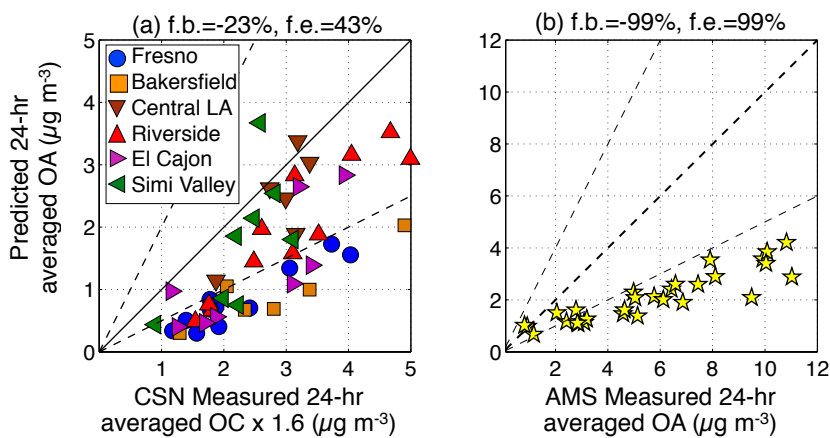 (a) f.b.=-23%, f.e.=43%
Predicted 24-hr
averaged OA (µg m-3)
5
4
3
2
1
0
0
1
2
3
4
5
Fresno
Bakersfield
Central LA
Riverside
El Cajon
Simi Valley
CSN Measured 24-hr
averaged OC x 1.6 (µg m-3)
(b) f.b.=-99%, f.e.=99%
12
10
8
6
4
2
0
2
4
6
8
10
12
AMS Measured 24-hr
averaged OA (µg m-3)